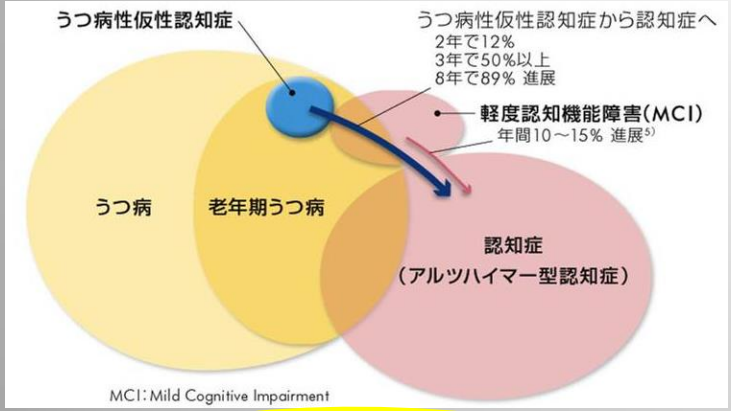 うつ病性仮性認知症
うつ病性仮性認知症から認知症へ
2年で12%
3年で50%以上
8年で89% 進展
軽度認知機能障害(MCI)
年間10〜15% 進展5)
うつ病
老年期うつ病
認知症
(アルツハイマー型認知症)
MCI:Mild Cognitive Impairment